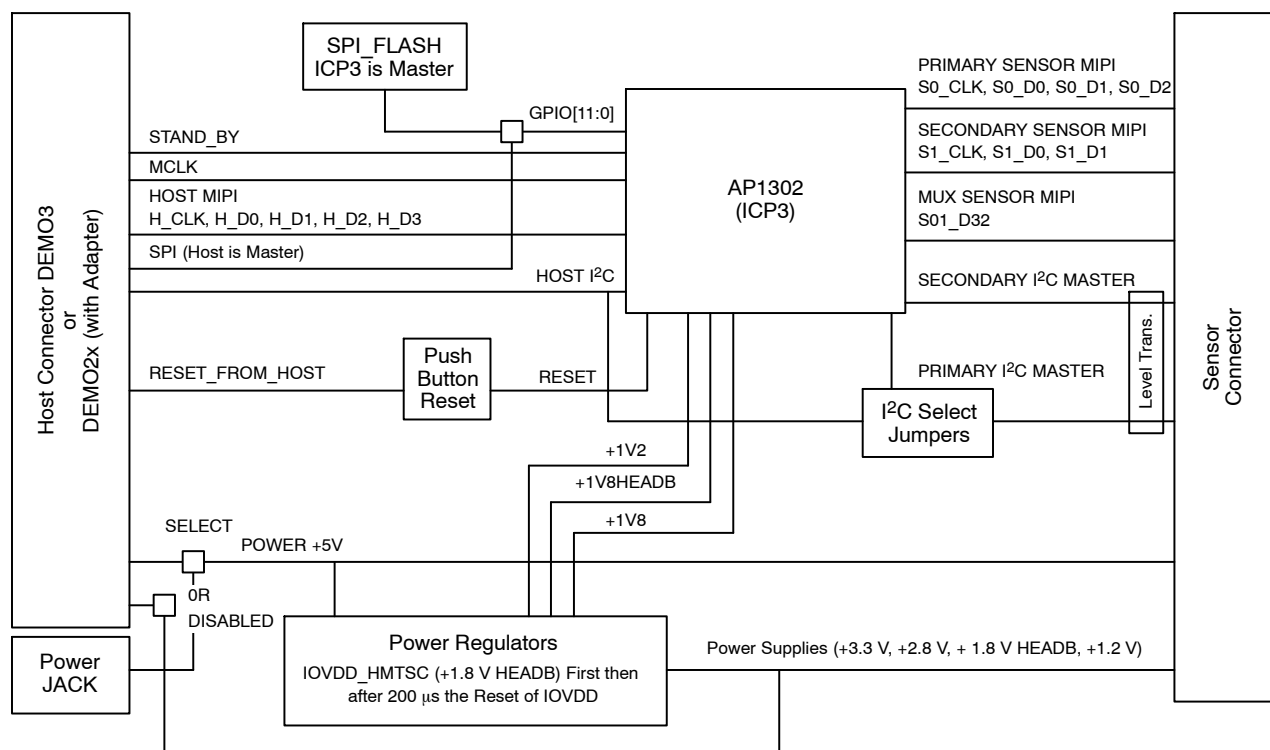 SPI_FLASH
ICP3 is Master
GPIO[11:0]
STAND_BY
MCLK
HOST MIPI
H_CLK, H_D0, H_D1, H_D2, H_D3
SPI (Host is Master)
HOST I²C
Host Connector DEMO3
or
DEMO2x (with Adapter)
AP1302
(ICP3)
PRIMARY SENSOR MIPI
S0_CLK, S0_D0, S0_D1, S0_D2
SECONDARY SENSOR MIPI
S1_CLK, S1_D0, S1_D1
MUX SENSOR MIPI
S01_D32
SECONDARY I²C MASTER
Level Trans.
Sensor
Connector
RESET_FROM_HOST
Push
Button
Reset
RESET
PRIMARY I²C MASTER
I²C Select
Jumpers
+1V2
+1V8HEADB
+1V8
SELECT
POWER +5V
0R
DISABLED
Power
JACK
Power Regulators
IOVDD_HMTSC (+1.8 V HEADB) First then
after 200 μs the Reset of IOVDD
Power Supplies (+3.3 V, +2.8 V, + 1.8 V HEADB, +1.2 V)